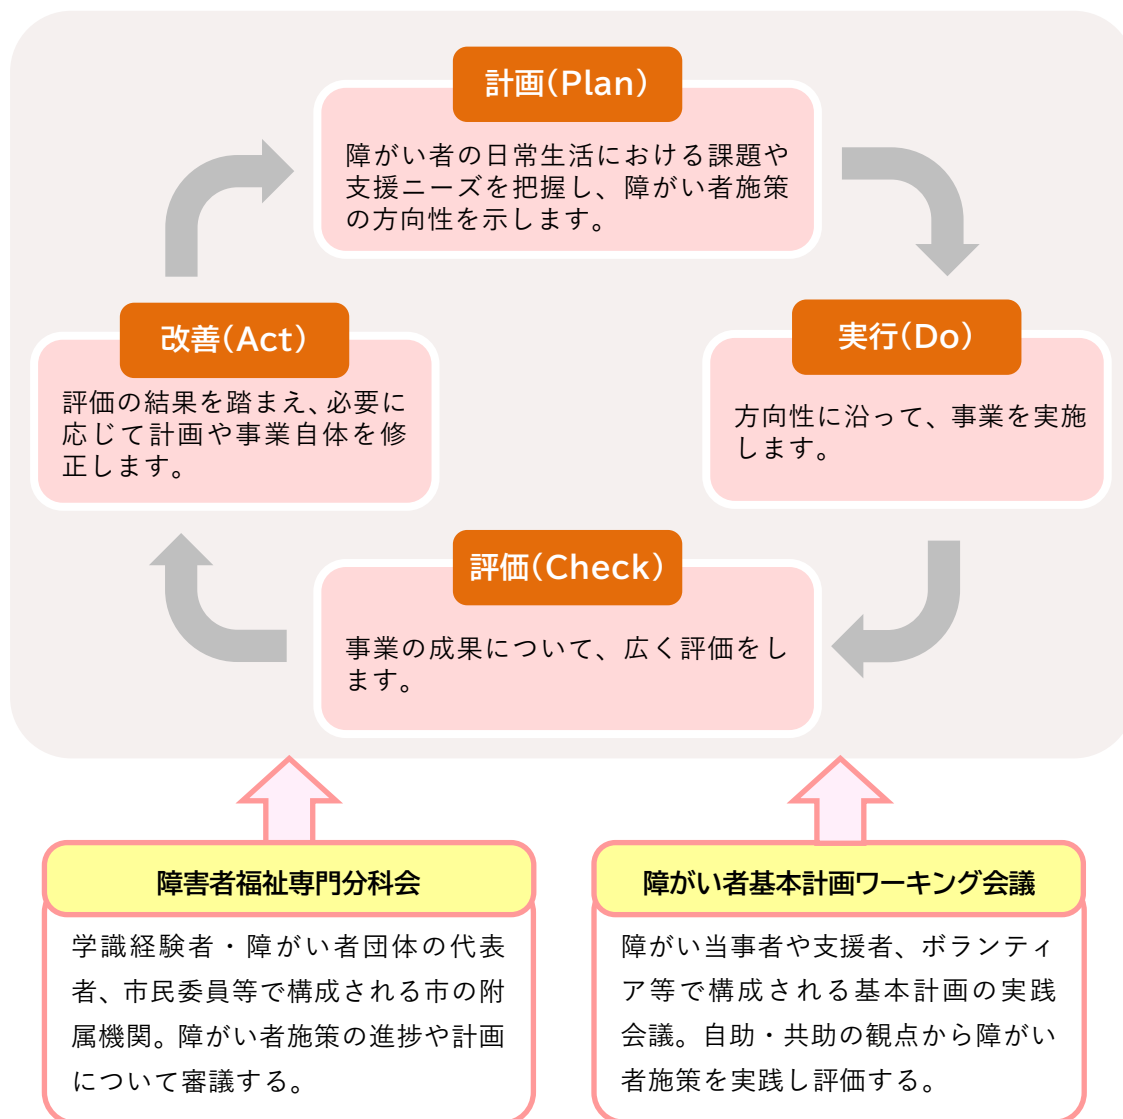 計画(Plan)
障がい者の日常生活における課題や
支援ニーズを把握し、障がい者施策
の方向性を示します。
改善(Act)
評価の結果を踏まえ、必要に
応じて計画や事業自体を修
正します。
実行(Do)
方向性に沿って、事業を実施
します。
評価(Check)
事業の成果について、広く評価をし
ます。
障害者福祉専門分科会
学識経験者・障がい者団体の代表
者、市民委員等で構成される市の附
属機関。障がい者施策の進捗や計画
について審議する。
障がい者基本計画ワーキング会議
障がい当事者や支援者、ボランティ
ア等で構成される基本計画の実践
会議。自助・共助の観点から障がい
者施策を実践し評価する。